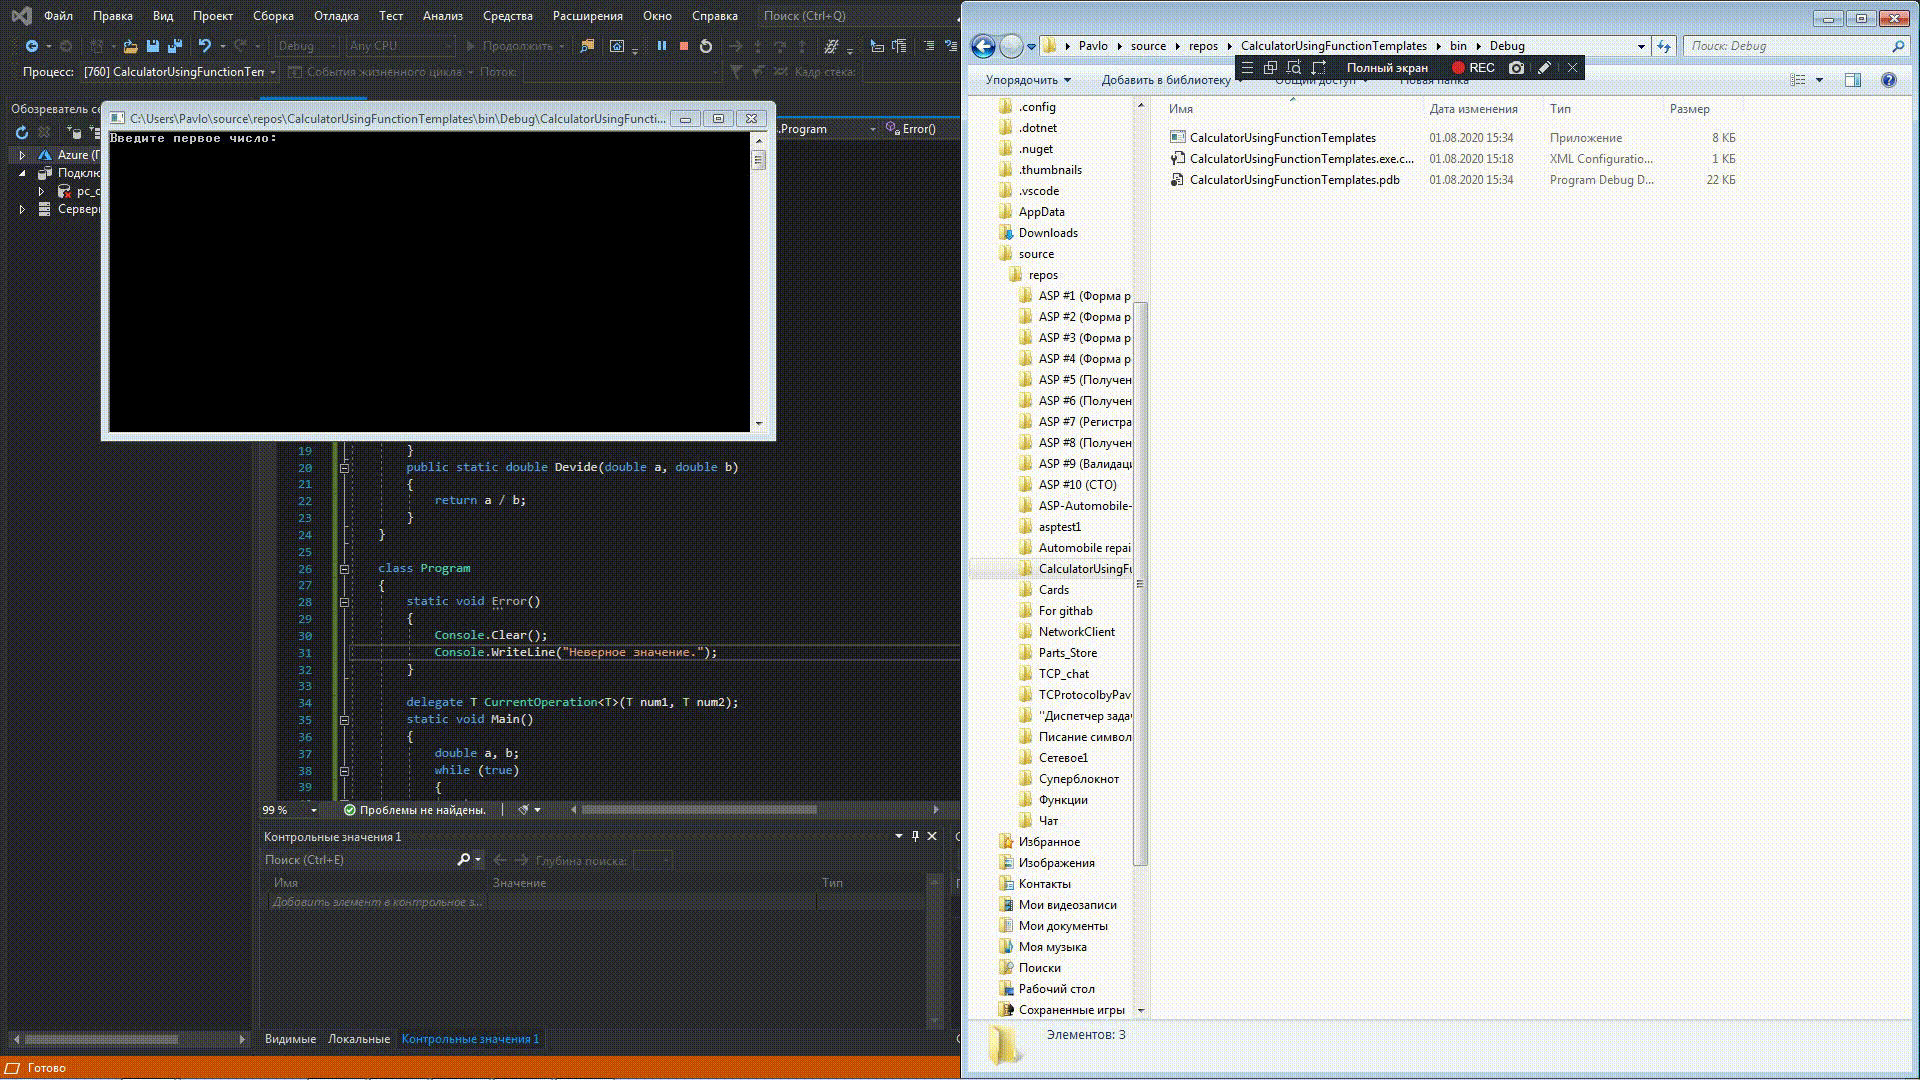 Файл Правка Вид Проект Сборка Отладка Тест Анализ Средства Расширения Окно Справка Поиск (Ctrl+Q)
Debug Any CPU Продолжить
Процесс: [760] CalculatorUsingFunctionTem События жизненного цикла Поток: Кадр стека:
Обозреватель се
Azure (Г
Подклю
pc_c
Сервер
C:\Users\Pavlo\source\repos\CalculatorUsingFunctionTemplates\bin\Debug\CalculatorUsingFuncti...
Введите первое число:
.Program Error()
19 }
20 public static double Devide(double a, double b)
21 {
22 return a / b;
23 }
24 }
25
26 class Program
27 {
28 static void Error()
29 {
30 Console.Clear();
31 Console.WriteLine("Неверное значение.");
32 }
33
34 delegate T CurrentOperation<T>(T num1, T num2);
35 static void Main()
36 {
37 double a, b;
38 while (true)
39 {
99 % Проблемы не найдены.
Контрольные значения 1
Поиск (Ctrl+E) Глубина поиска:
Имя Значение Тип
Добавить элемент в контрольное з...
Видимые Локальные Контрольные значения 1
Готово
Pavlo source repos CalculatorUsingFunctionTemplates bin Debug Поиск: Debug
Полный экран REC
Упорядочить Добавить в библиотеку Общий доступ Новая папка
.config
.dotnet
.nuget
.thumbnails
.vscode
AppData
Downloads
source
repos
ASP #1 (Форма р
ASP #2 (Форма р
ASP #3 (Форма р
ASP #4 (Форма р
ASP #5 (Получен
ASP #6 (Получен
ASP #7 (Регистра
ASP #8 (Получен
ASP #9 (Валидаци
ASP #10 (СТО)
ASP-Automobile-
asptest1
Automobile repai
CalculatorUsingFu
Cards
For githab
NetworkClient
Parts_Store
TCP_chat
TCProtocolbyPav
"Диспетчер задач
Писание символ
Сетевое1
Суперблокнот
Функции
Чат
Избранное
Изображения
Контакты
Мои видеозаписи
Мои документы
Моя музыка
Поиски
Рабочий стол
Сохраненные игры
Имя Дата изменения Тип Размер
CalculatorUsingFunctionTemplates 01.08.2020 15:34 Приложение 8 КБ
CalculatorUsingFunctionTemplates.exe.c... 01.08.2020 15:18 XML Configuratio... 1 КБ
CalculatorUsingFunctionTemplates.pdb 01.08.2020 15:34 Program Debug D... 22 КБ
Элементов: 3